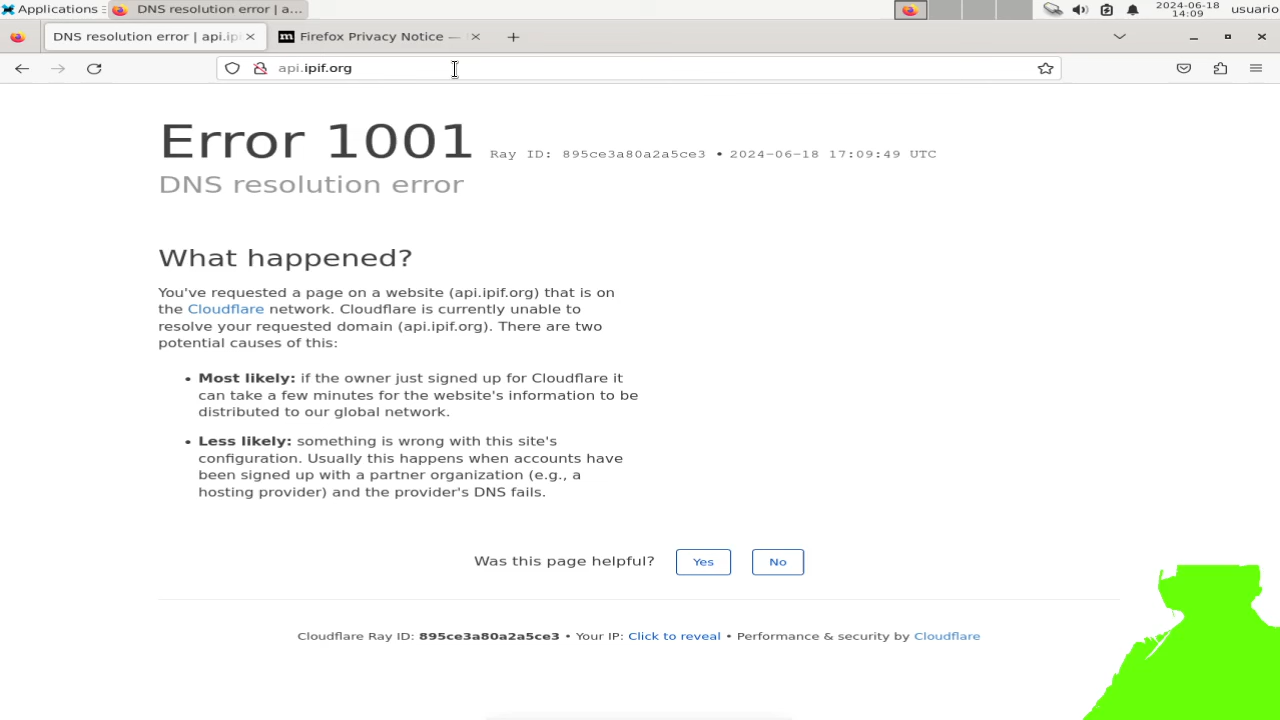 Applications
DNS resolution error | a...
2024-06-18
14:09
usuario
DNS resolution error | api.ip
Firefox Privacy Notice —
api.ipif.org
Error 1001
Ray ID: 895ce3a80a2a5ce3 • 2024-06-18 17:09:49 UTC
DNS resolution error
What happened?
You've requested a page on a website (api.ipif.org) that is on
the Cloudflare network. Cloudflare is currently unable to
resolve your requested domain (api.ipif.org). There are two
potential causes of this:
• Most likely: if the owner just signed up for Cloudflare it
can take a few minutes for the website's information to be
distributed to our global network.
• Less likely: something is wrong with this site's
configuration. Usually this happens when accounts have
been signed up with a partner organization (e.g., a
hosting provider) and the provider's DNS fails.
Was this page helpful? Yes No
Cloudflare Ray ID: 895ce3a80a2a5ce3 • Your IP: Click to reveal • Performance & security by Cloudflare